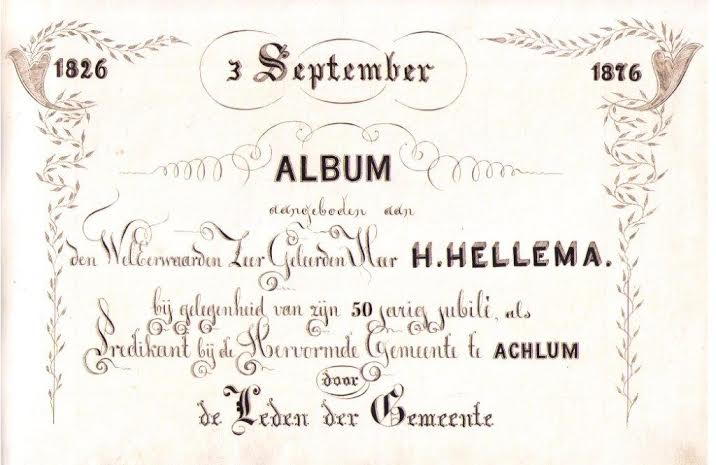 1826 3 September 1876
ALBUM
aangeboden aan
den WelEerwaarden Zeer Geleerden Heer H. HELLEMA.
bij gelegenheid van zijn 50 jarig jubilé, als
Predikant bij de Hervormde Gemeente te ACHLUM
door
de Leden der Gemeente